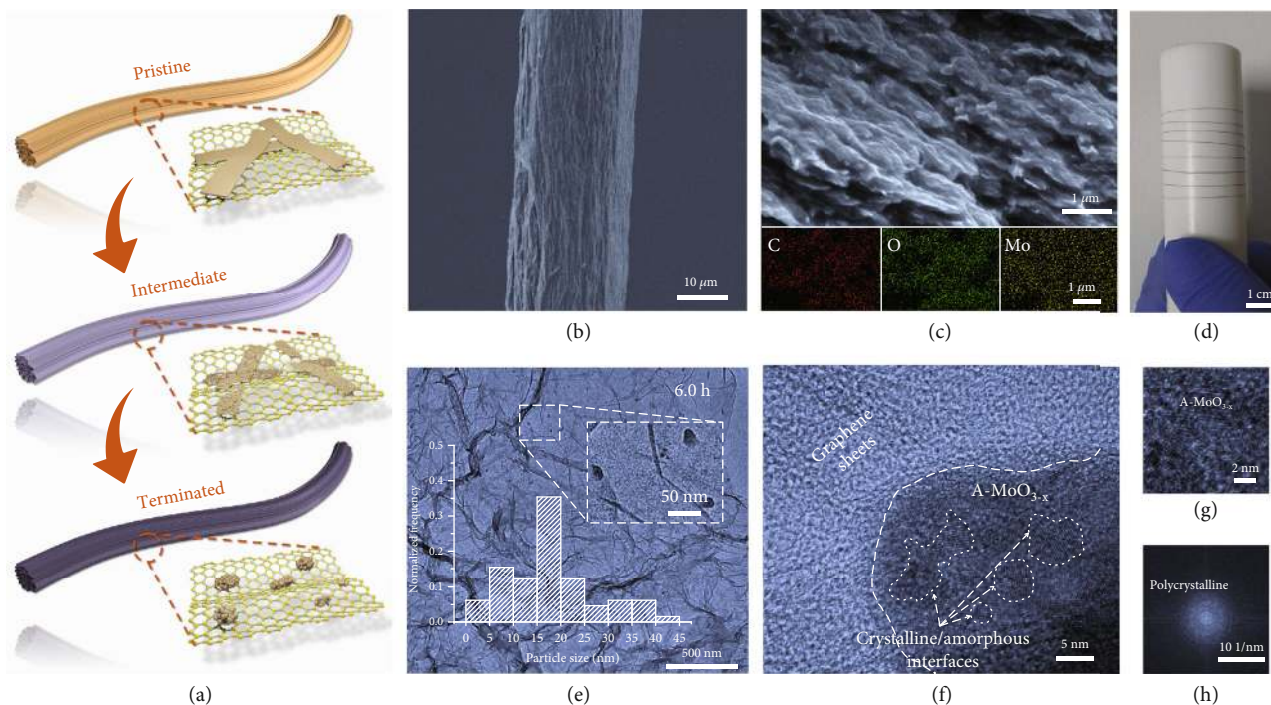 Pristine
Intermediate
Terminated
(a)
10 μm
(b)
1 μm
C
O
Mo
1 μm
(c)
1 cm
(d)
6.0 h
50 nm
Normalized frequency
0.5
0.4
0.3
0.2
0.1
0.0
0 5 10 15 20 25 30 35 40 45
Particle size (nm)
500 nm
(e)
Graphene
sheets
A-MoO3-x
Crystalline/amorphous
interfaces
5 nm
(f)
A-MoO3-x
2 nm
(g)
Polycrystalline
10 1/nm
(h)